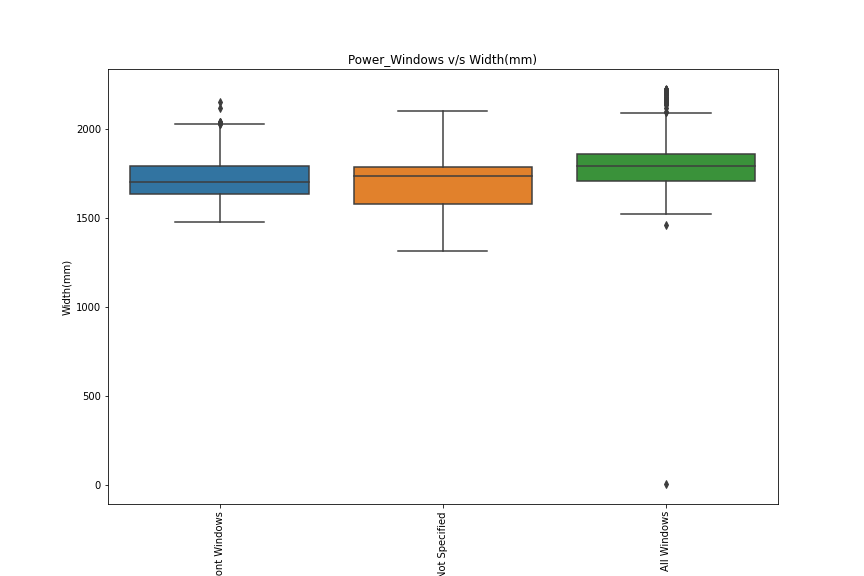 Power_Windows v/s Width(mm)
2000
1500
1000
500
0
Width(mm)
ont Windows
Not Specified
All Windows